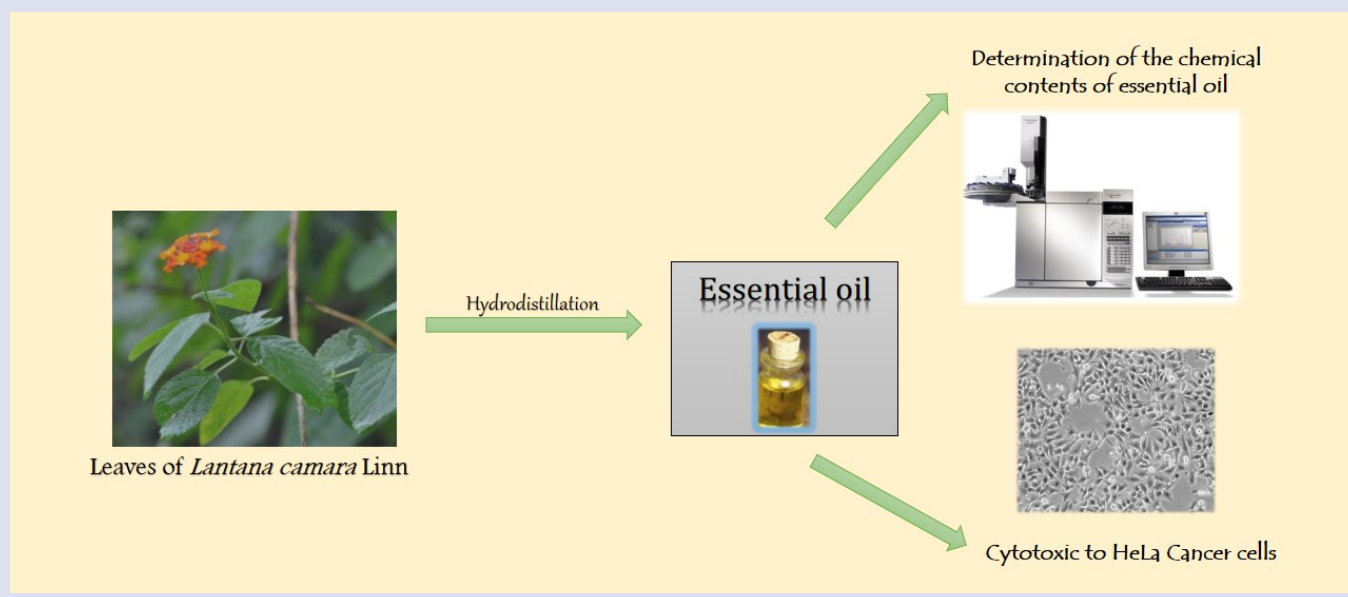 Determination of the chemical
contents of essential oil
Hydrodistillation
Essential oil
Leaves of Lantana camara Linn
Cytotoxic to HeLa Cancer cells